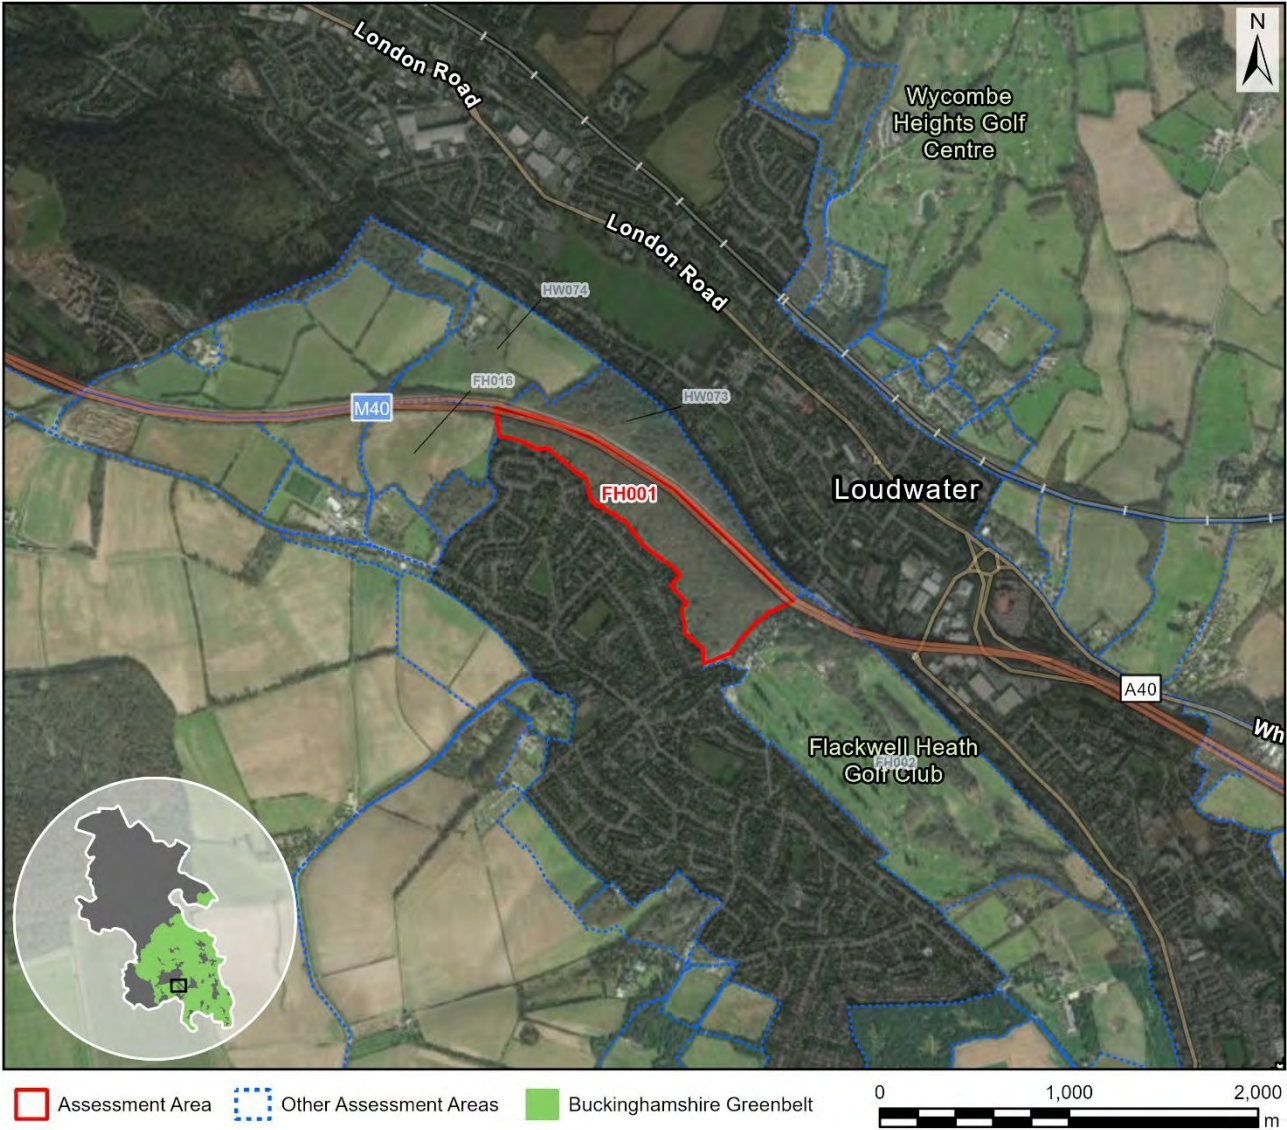 N
London Road
Wycombe
Heights Golf
Centre
London Road
HW074
FH016
M40
HW073
FH001
Loudwater
A40
Wh
Flackwell Heath
Golf Club
FH002
Assessment Area
Other Assessment Areas
Buckinghamshire Greenbelt
0
1,000
2,000
m